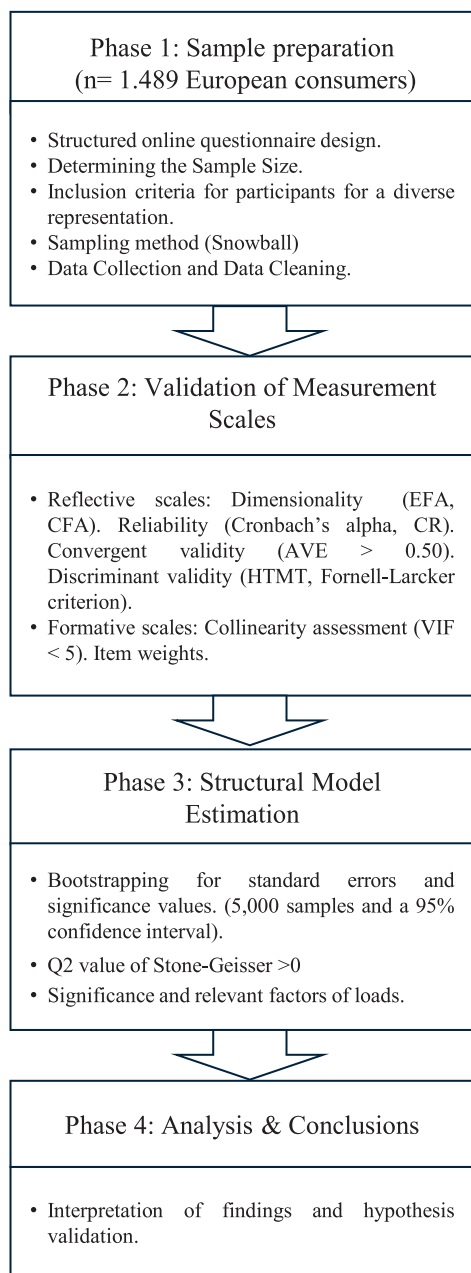 Phase 1: Sample preparation
(n= 1.489 European consumers)
• Structured online questionnaire design.
• Determining the Sample Size.
• Inclusion criteria for participants for a diverse
representation.
• Sampling method (Snowball)
• Data Collection and Data Cleaning.
Phase 2: Validation of Measurement
Scales
• Reflective scales: Dimensionality (EFA,
CFA). Reliability (Cronbach’s alpha, CR).
Convergent validity (AVE > 0.50).
Discriminant validity (HTMT, Fornell-Larcker
criterion).
• Formative scales: Collinearity assessment (VIF
< 5). Item weights.
Phase 3: Structural Model
Estimation
• Bootstrapping for standard errors and
significance values. (5,000 samples and a 95%
confidence interval).
• Q2 value of Stone-Geisser >0
• Significance and relevant factors of loads.
Phase 4: Analysis & Conclusions
• Interpretation of findings and hypothesis
validation.